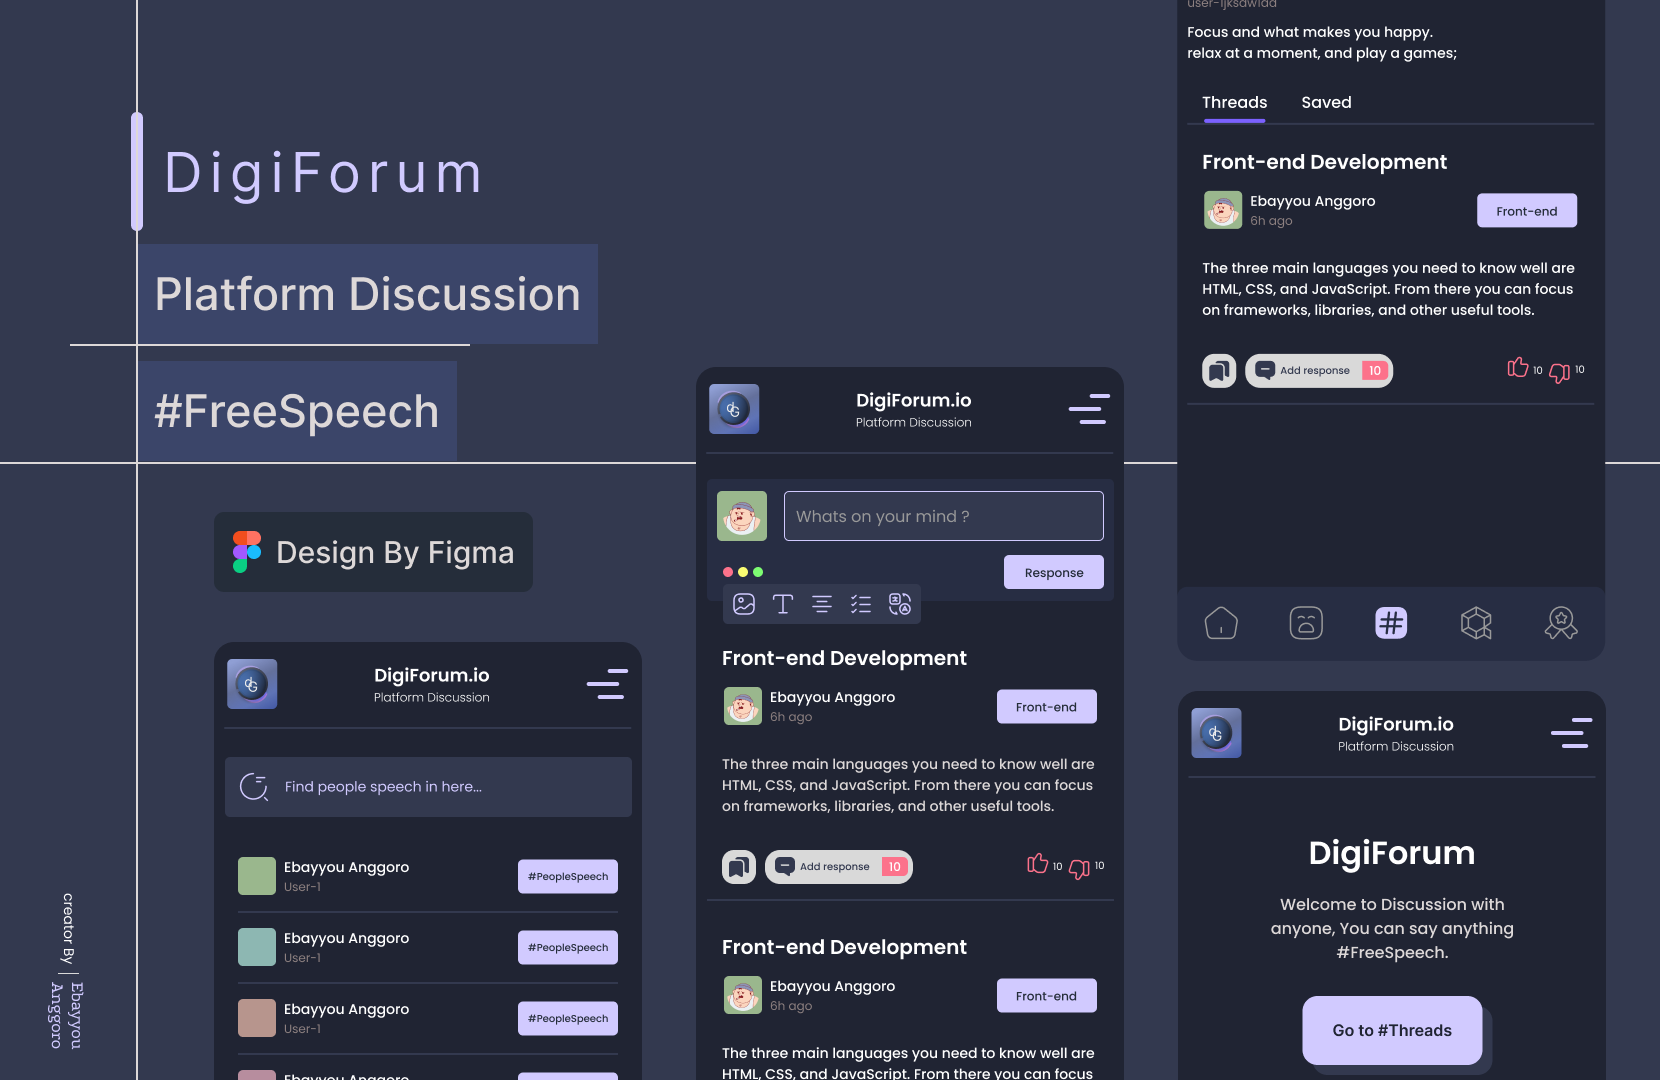 DigiForum
Platform Discussion
#FreeSpeech
Design By Figma
creator By
Ebayyou
Anggoro
DigiForum.io
Platform Discussion
Find people speech in here...
Ebayyou Anggoro
User-1
#PeopleSpeech
Ebayyou Anggoro
User-1
#PeopleSpeech
Ebayyou Anggoro
User-1
#PeopleSpeech
Ebayyou Anggoro
DigiForum.io
Platform Discussion
Whats on your mind ?
Response
Front-end Development
Ebayyou Anggoro
6h ago
Front-end
The three main languages you need to know well are
HTML, CSS, and JavaScript. From there you can focus
on frameworks, libraries, and other useful tools.
Add response
10
10
10
Front-end Development
Ebayyou Anggoro
6h ago
Front-end
The three main languages you need to know well are
HTML, CSS, and JavaScript. From there you can focus
Focus and what makes you happy.
relax at a moment, and play a games;
Threads
Saved
Front-end Development
Ebayyou Anggoro
6h ago
Front-end
The three main languages you need to know well are
HTML, CSS, and JavaScript. From there you can focus
on frameworks, libraries, and other useful tools.
Add response
10
10
10
#
DigiForum.io
Platform Discussion
DigiForum
Welcome to Discussion with
anyone, You can say anything
#FreeSpeech.
Go to #Threads